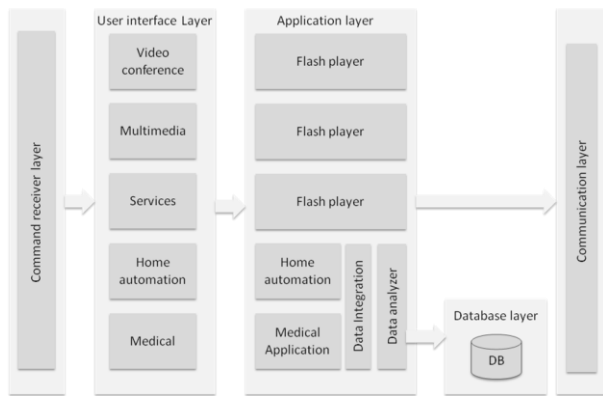 Command receiver layer
User interface Layer
Video
conference
Multimedia
Services
Home
automation
Medical
Application layer
Flash player
Flash player
Flash player
Home
automation
Medical
Application
Data Integration
Data analyzer
Database layer
DB
Communication layer